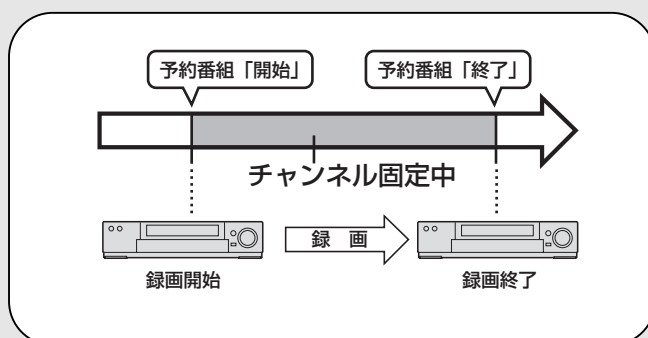 予約番組「開始」
予約番組「終了」
チャンネル固定中
録 画
録画開始
録画終了